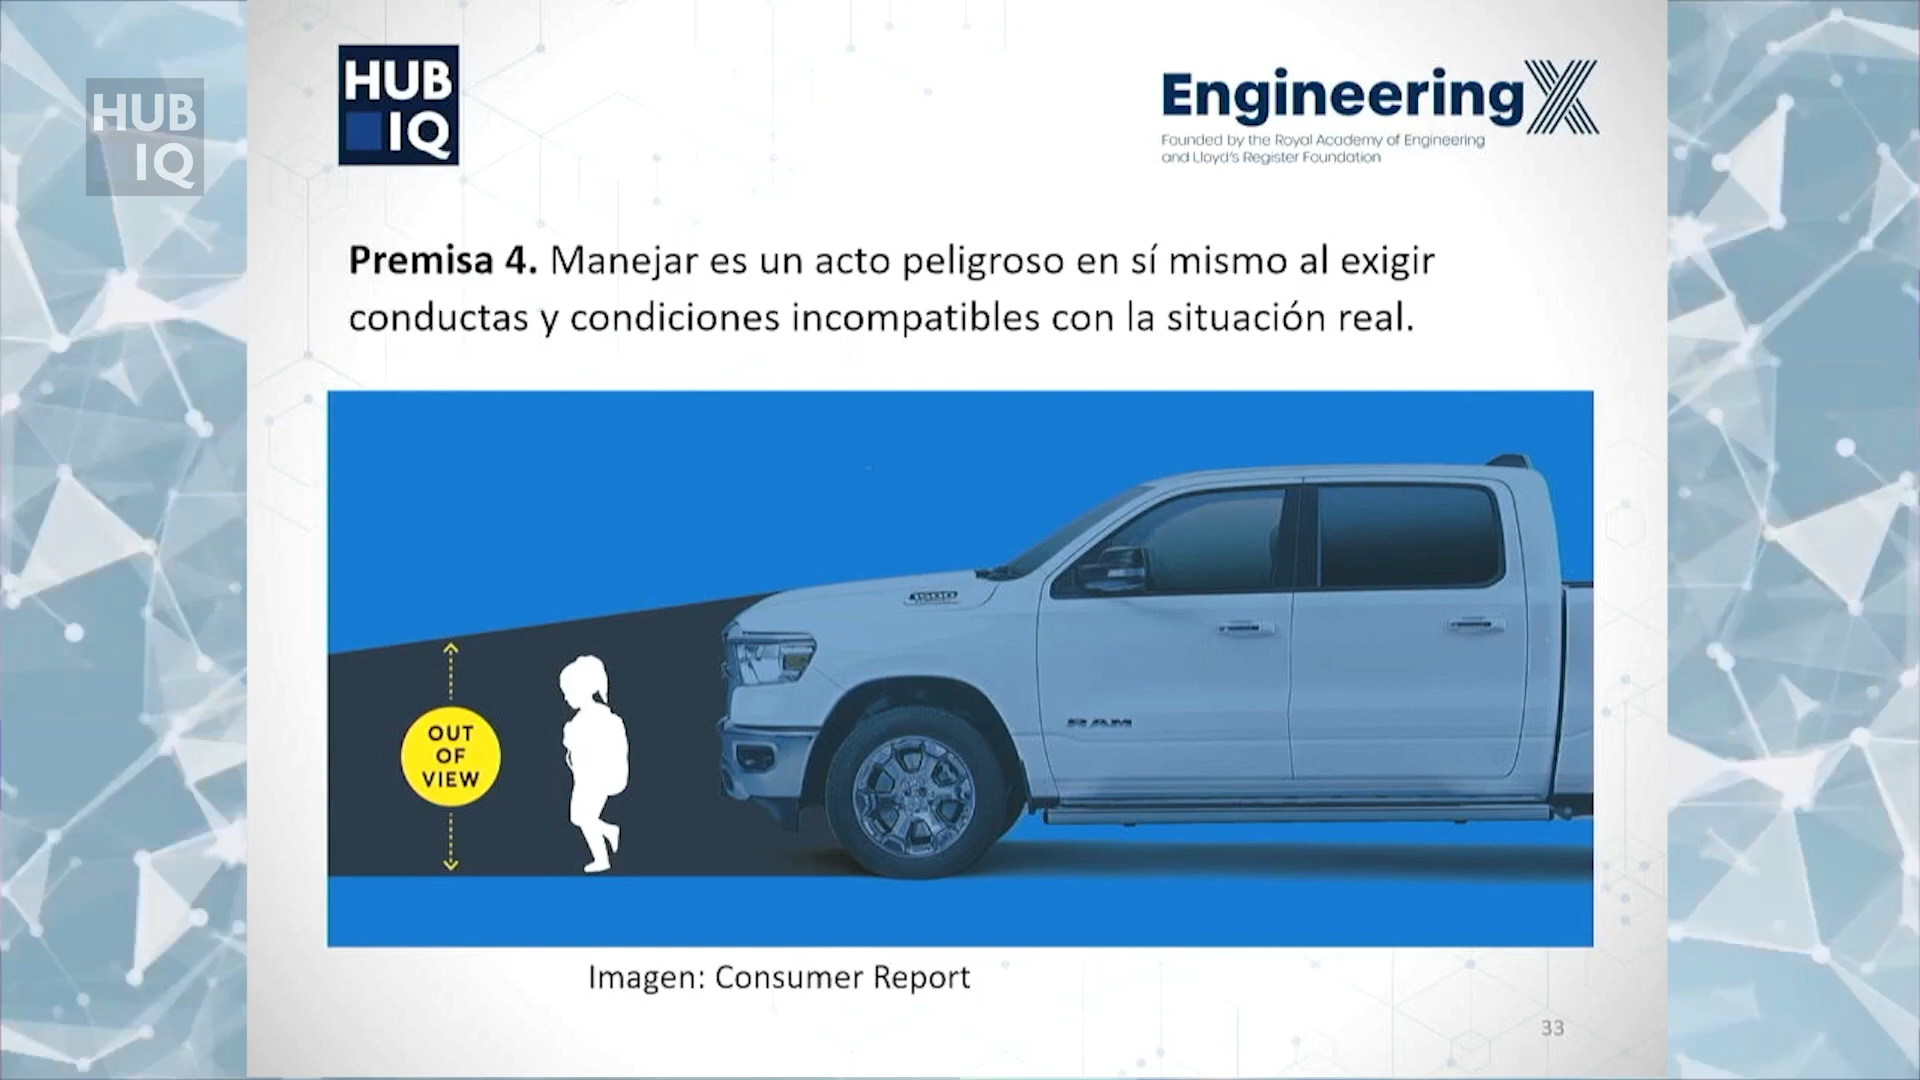 HUB
IQ
HUB
IQ
EngineeringX
Founded by the Royal Academy of Engineering
and Lloyd's Register Foundation
Premisa 4. Manejar es un acto peligroso en sí mismo al exigir
conductas y condiciones incompatibles con la situación real.
1500
RAM
OUT
OF
VIEW
Imagen: Consumer Report
33